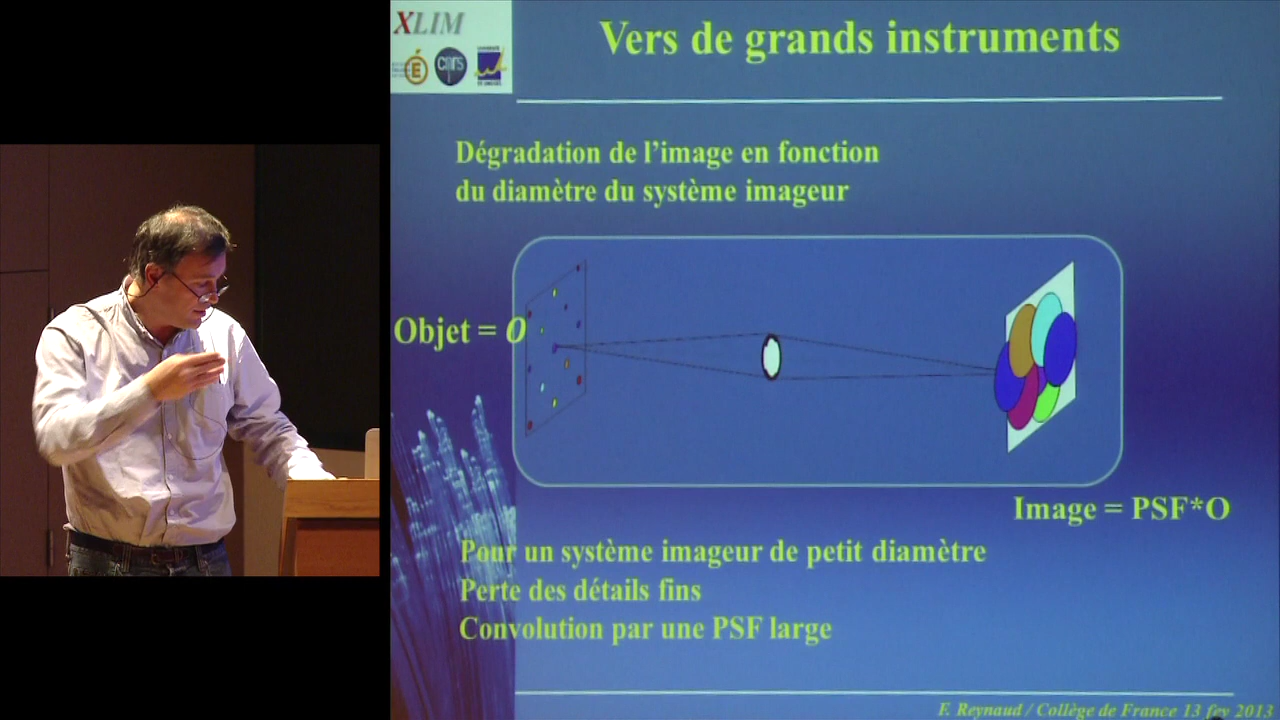 XLIM
cnrs
Vers de grands instruments
Dégradation de l'image en fonction
du diamètre du système imageur
Objet = O
Image = PSF*O
Pour un système imageur de petit diamètre
Perte des détails fins
Convolution par une PSF large
F. Reynaud / Collège de France 13 fev 2013